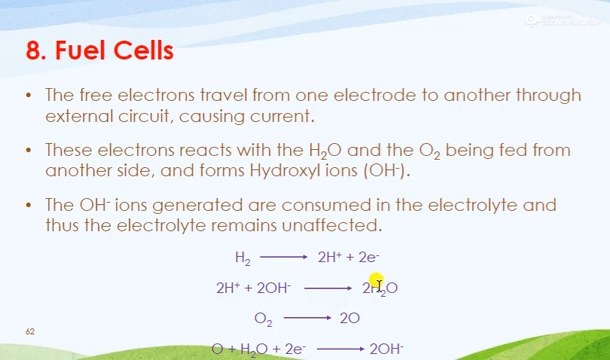 8. Fuel Cells
• The free electrons travel from one electrode to another through
external circuit, causing current.
• These electrons reacts with the H₂O and the O₂ being fed from
another side, and forms Hydroxyl ions (OH⁻).
• The OH⁻ ions generated are consumed in the electrolyte and
thus the electrolyte remains unaffected.
H₂ ⟶ 2H⁺ + 2e⁻
2H⁺ + 2OH⁻ ⟶ 2H₂O
O₂ ⟶ 2O
O + H₂O + 2e⁻ ⟶ 2OH⁻
62